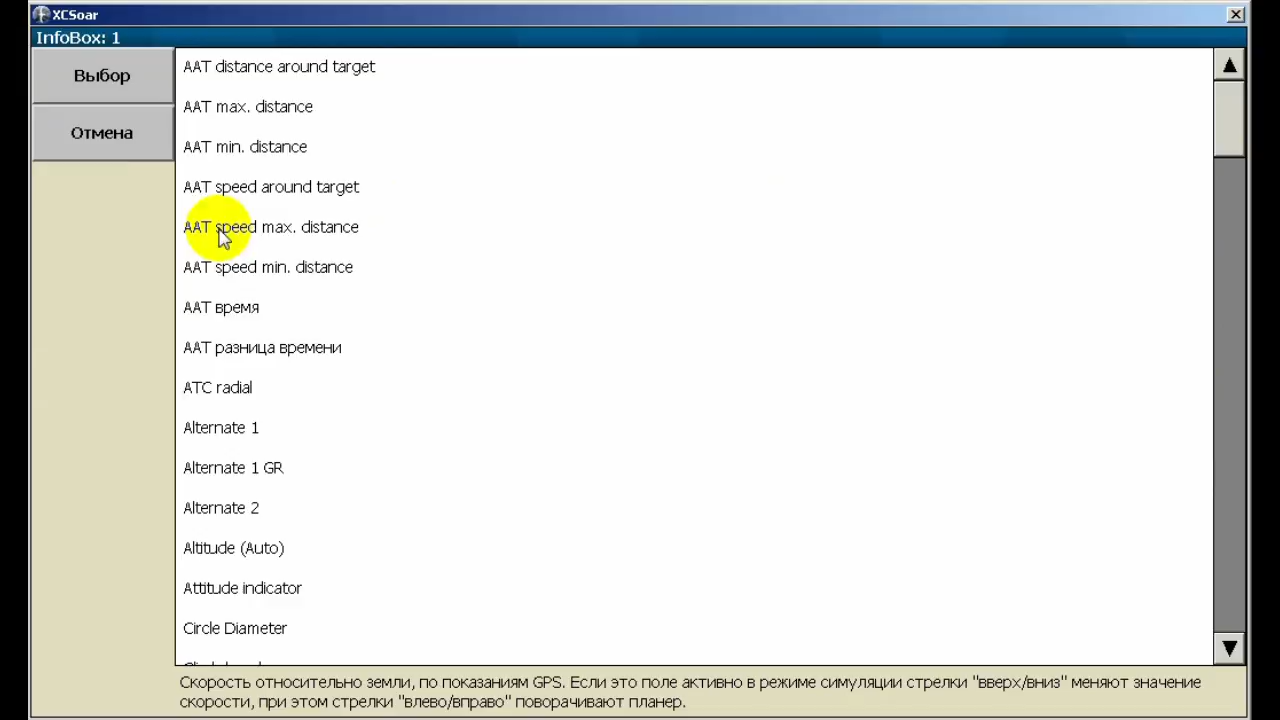 XCSoar
InfoBox: 1
Выбор
Отмена
AAT distance around target
AAT max. distance
AAT min. distance
AAT speed around target
AAT speed max. distance
AAT speed min. distance
ААТ время
ААТ разница времени
ATC radial
Alternate 1
Alternate 1 GR
Alternate 2
Altitude (Auto)
Attitude indicator
Circle Diameter
Скорость относительно земли, по показаниям GPS. Если это поле активно в режиме симуляции стрелки "вверх/вниз" меняют значение
скорости, при этом стрелки "влево/вправо" поворачивают планер.